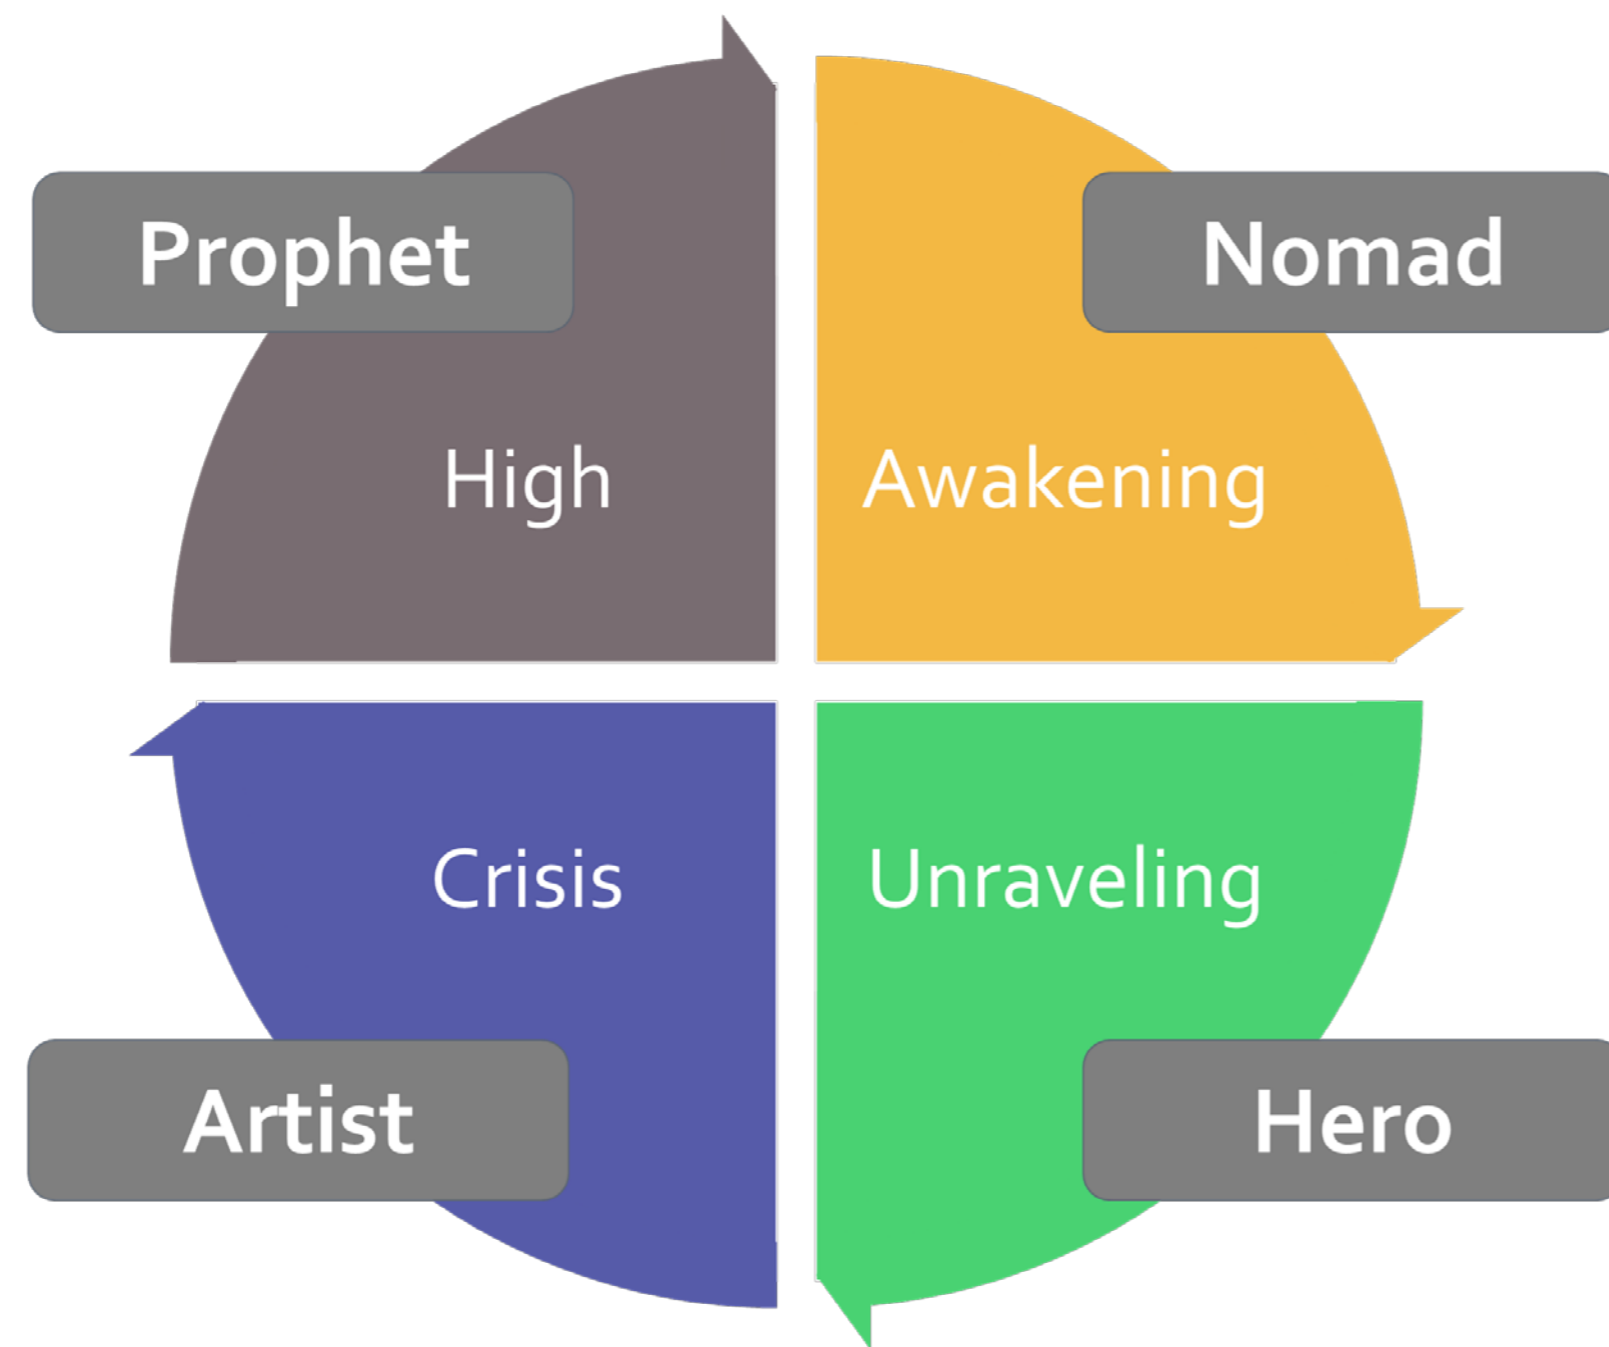 Prophet
Nomad
High
Awakening
Crisis
Unraveling
Artist
Hero